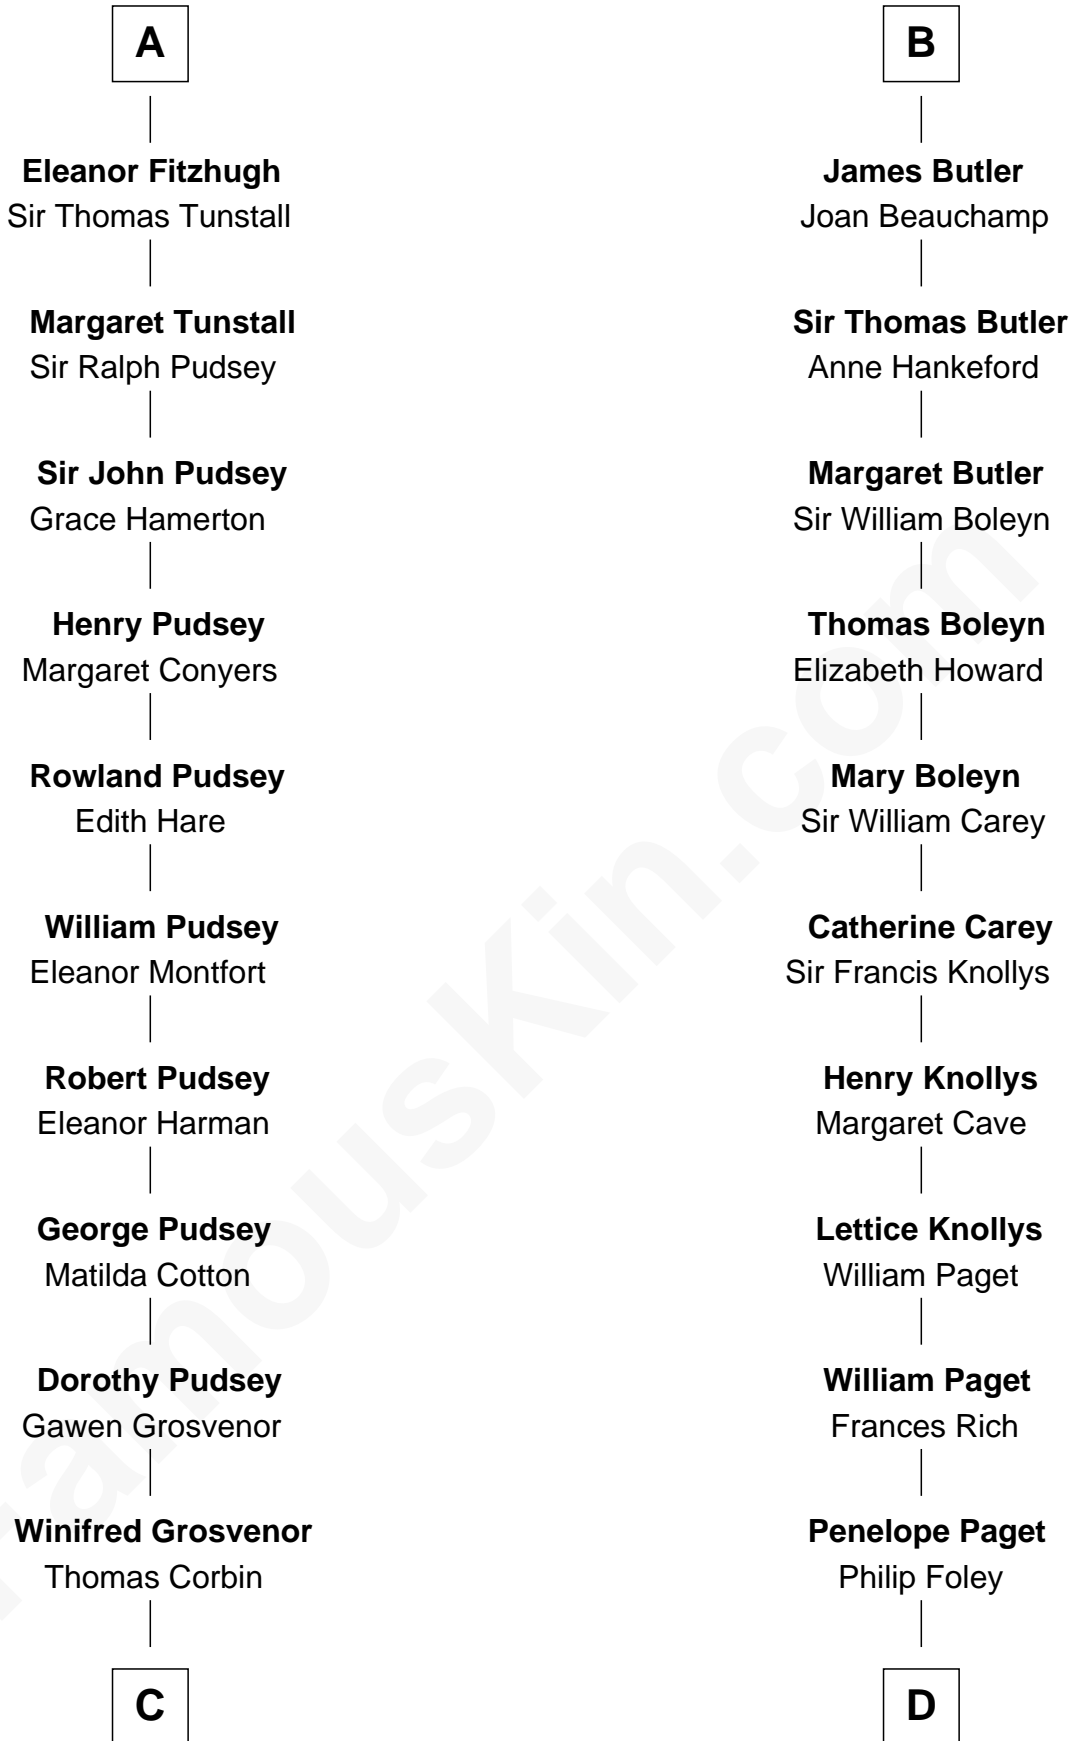 A
Eleanor Fitzhugh
Sir Thomas Tunstall
Margaret Tunstall
Sir Ralph Pudsey
Sir John Pudsey
Grace Hamerton
Henry Pudsey
Margaret Conyers
Rowland Pudsey
Edith Hare
William Pudsey
Eleanor Montfort
Robert Pudsey
Eleanor Harman
George Pudsey
Matilda Cotton
Dorothy Pudsey
Gawen Grosvenor
Winifred Grosvenor
Thomas Corbin
C
B
James Butler
Joan Beauchamp
Sir Thomas Butler
Anne Hankeford
Margaret Butler
Sir William Boleyn
Thomas Boleyn
Elizabeth Howard
Mary Boleyn
Sir William Carey
Catherine Carey
Sir Francis Knollys
Henry Knollys
Margaret Cave
Lettice Knollys
William Paget
William Paget
Frances Rich
Penelope Paget
Philip Foley
D
FamousKin.com